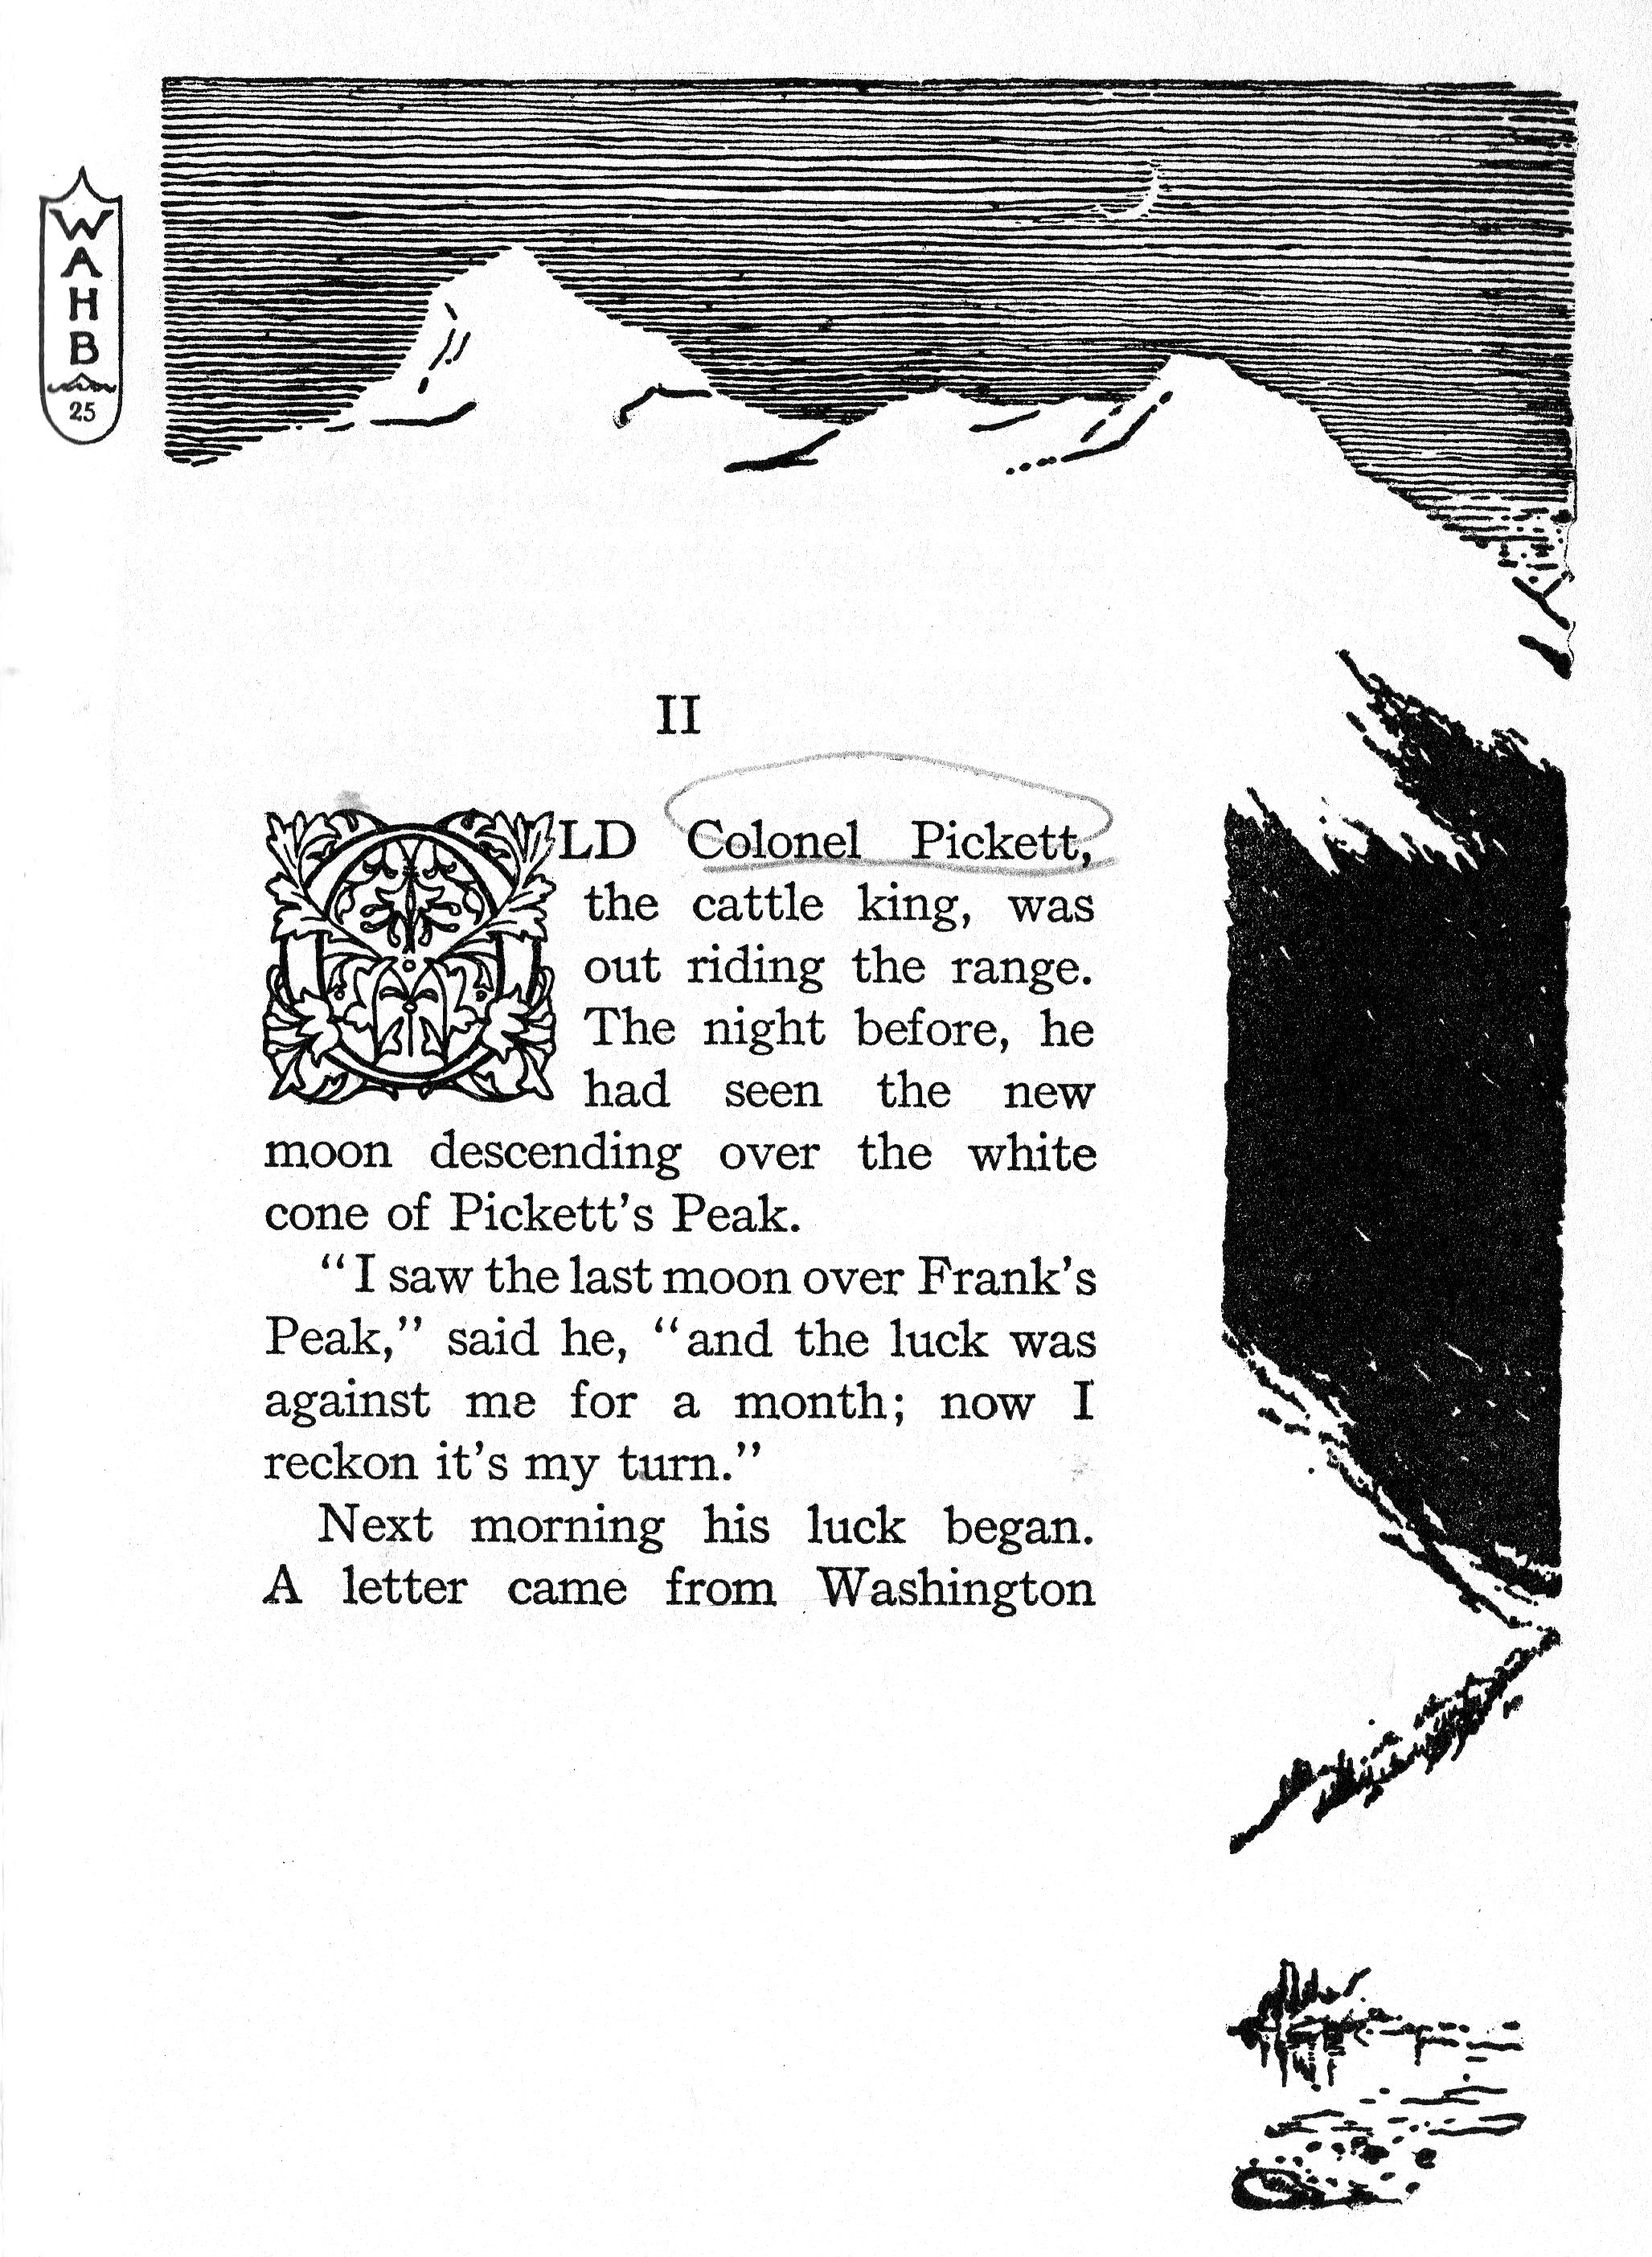 W
A
H
B
25
II
OLD Colonel Pickett,
the cattle king, was
out riding the range.
The night before, he
had seen the new
moon descending over the white
cone of Pickett’s Peak.
“I saw the last moon over Frank’s
Peak,” said he, “and the luck was
against me for a month; now I
reckon it’s my turn.”
Next morning his luck began.
A letter came from Washington